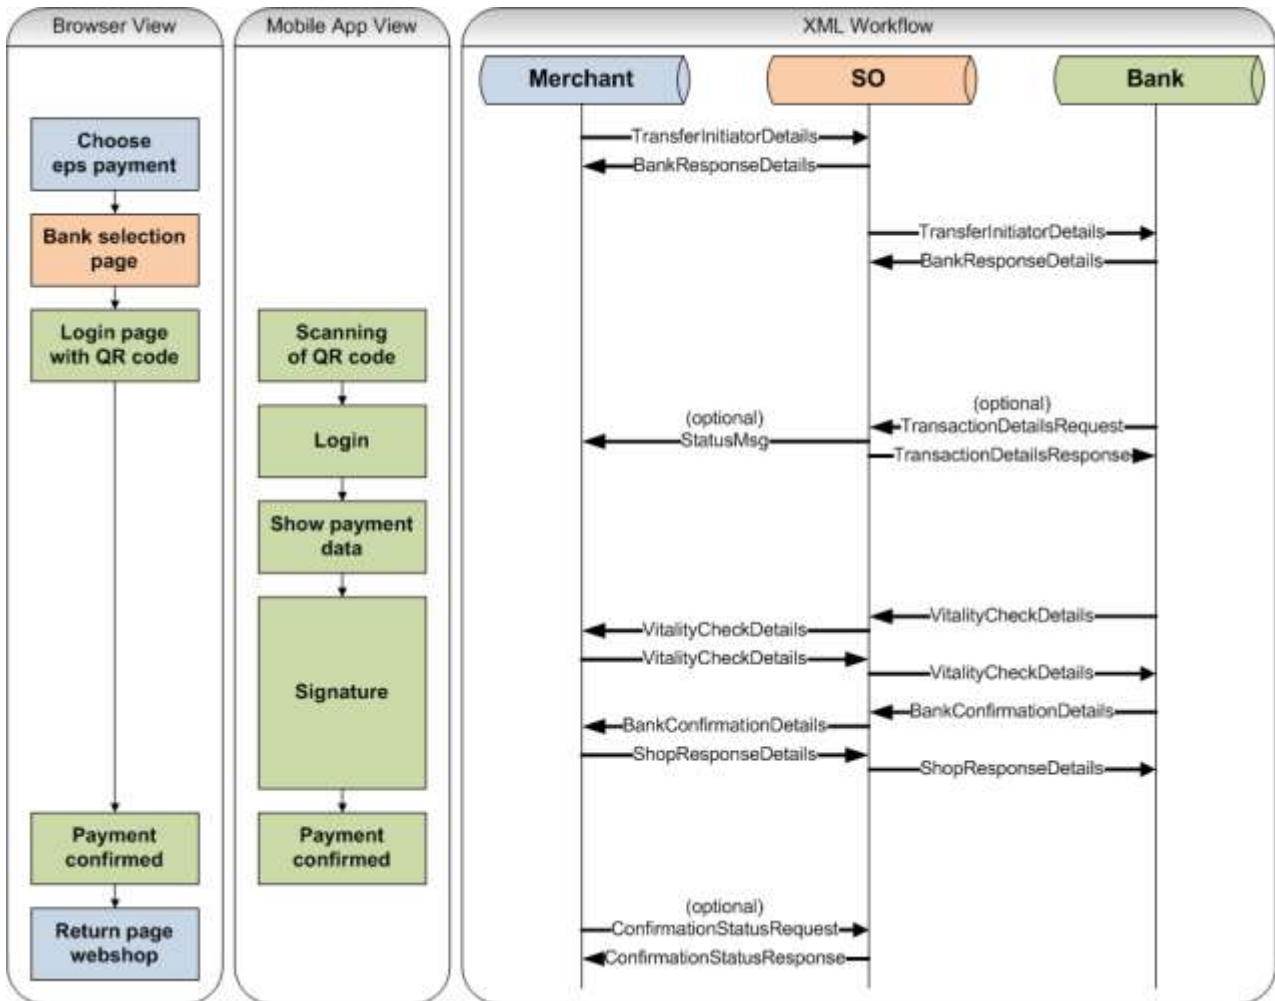 Browser View
Mobile App View
XML Workflow
Merchant
SO
Bank
Choose
eps payment
Bank selection
page
Login page
with QR code
Payment
confirmed
Return page
webshop
Scanning
of QR code
Login
Show payment
data
Signature
Payment
confirmed
TransferInitiatorDetails
BankResponseDetails
TransferInitiatorDetails
BankResponseDetails
(optional)
TransactionDetailsRequest
(optional)
StatusMsg
TransactionDetailsResponse
VitalityCheckDetails
VitalityCheckDetails
VitalityCheckDetails
VitalityCheckDetails
BankConfirmationDetails
BankConfirmationDetails
ShopResponseDetails
ShopResponseDetails
(optional)
ConfirmationStatusRequest
ConfirmationStatusResponse